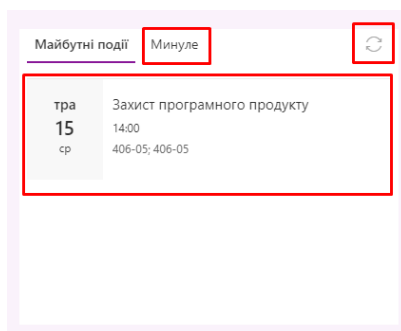 Майбутні події Минуле
тра
15
ср
Захист програмного продукту
14:00
406-05; 406-05